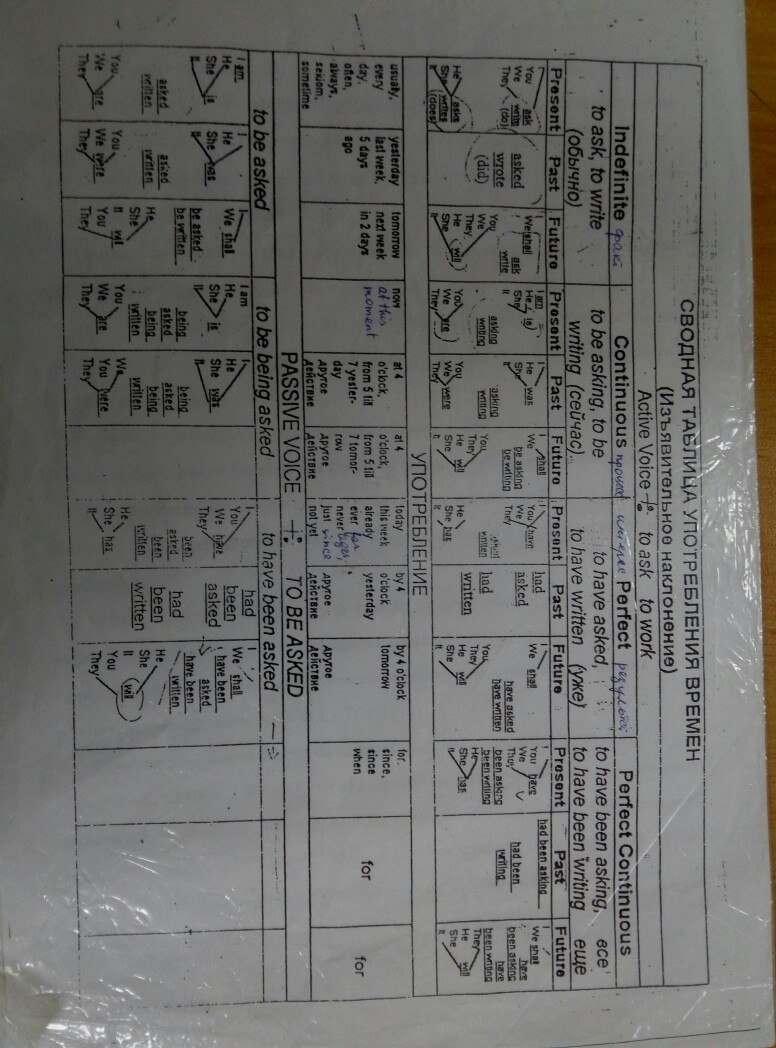 СВОДНАЯ ТАБЛИЦА УПОТРЕБЛЕНИЯ ВРЕМЕН
(Изъявительное наклонение)
Active Voice to ask to work
Indefinite факт
Continuous процесс
Perfect результат
Perfect Continuous
to ask, to write
(обычно)
to be asking, to be
writing (сейчас)
to have asked,
to have written (уже)
to have been asking, все
to have been writing еще
Present Past Future Present Past Future Present Past Future Present Past Future
I
You ask
We write
They (do)
He asks
She writes
It (does)
asked
wrote
(did)
I
We shall
ask
write
You
We
They
He will
She
It
I am
He is
She
It
asking
writing
You
We are
They
I
He was
She
It
asking
writing
You
We were
They
I shall
We
be asking
be writing
You
They
He will
She
It
I
You have
We
They
asked
written
He
She has
It
had
asked
had
written
I
We shall
have asked
have written
You
They
He will
She
It
I
You have
We
They
been asking
been writing
He
She has
It
had been asking
had been
writing
I
We shall
have
been asking
have
been writing
They
He will
She
It
УПОТРЕБЛЕНИЕ
usually,
every
day,
often,
always,
seldom,
sometime
yesterday
last week,
5 days
ago
tomorrow
next week
in 2 days
now
at this
moment
at 4
o'clock,
from 5 till
7 yester-
day
другое
действие
at 4
o'clock,
from 5 till
7 tomor-
row
другое
действие
today
this week
already
ever for
never ages,
just since
not yet
by 4
o'clock
yesterday
другое
действие
by 4 o'clock
tomorrow
другое
действие
for.
since,
since
when
for
for
PASSIVE VOICE TO BE ASKED
to be asked
to be being asked
to have been asked
I am
He
She is
It
asked
written
You
We are
They
I
He
She was
It
asked
written
You
We were
They
I
We shall
be asked
be written
He
She
It will
You
They
I am
He
She is
It
being
asked
being
written
You
We are
They
I
He
She was
It
being
asked
being
written
We
You were
They
I
You
We have
They
been
asked
been
written
He
She has
It
had
been
asked
had
been
written
I
We shall
have been
asked
have been
written
He
She
It will
You
They